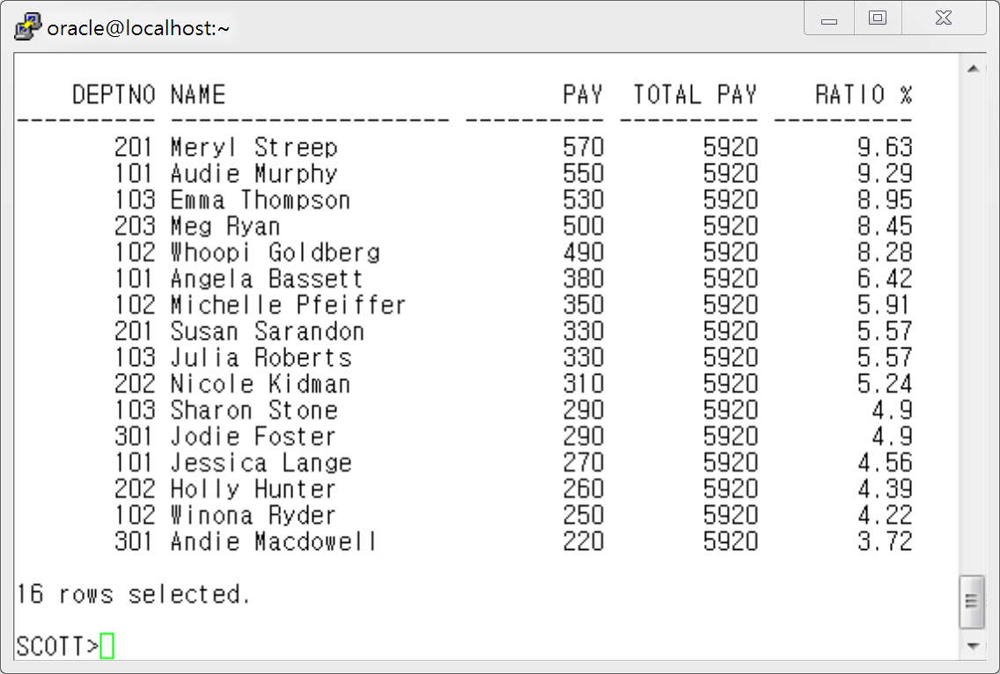 oracle@localhost:~
DEPTNO NAME PAY TOTAL PAY RATIO %
---------- -------------------- ---------- ---------- ----------
201 Meryl Streep 570 5920 9.63
101 Audie Murphy 550 5920 9.29
103 Emma Thompson 530 5920 8.95
203 Meg Ryan 500 5920 8.45
102 Whoopi Goldberg 490 5920 8.28
101 Angela Bassett 380 5920 6.42
102 Michelle Pfeiffer 350 5920 5.91
201 Susan Sarandon 330 5920 5.57
103 Julia Roberts 330 5920 5.57
202 Nicole Kidman 310 5920 5.24
103 Sharon Stone 290 5920 4.9
301 Jodie Foster 290 5920 4.9
101 Jessica Lange 270 5920 4.56
202 Holly Hunter 260 5920 4.39
102 Winona Ryder 250 5920 4.22
301 Andie Macdowell 220 5920 3.72
16 rows selected.
SCOTT>